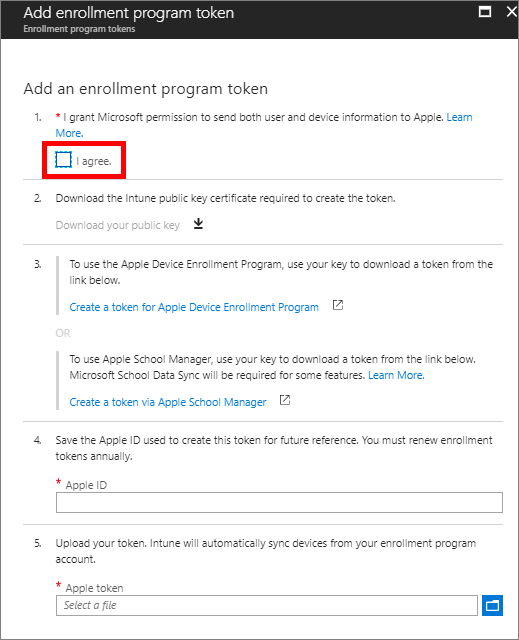 Add enrollment program token
Enrollment program tokens
Add an enrollment program token
1. * I grant Microsoft permission to send both user and device information to Apple. Learn
More.
I agree.
2. Download the Intune public key certificate required to create the token.
Download your public key
3. To use the Apple Device Enrollment Program, use your key to download a token from the
link below.
Create a token for Apple Device Enrollment Program
OR
To use Apple School Manager, use your key to download a token from the link below.
Microsoft School Data Sync will be required for some features. Learn More.
Create a token via Apple School Manager
4. Save the Apple ID used to create this token for future reference. You must renew enrollment
tokens annually.
* Apple ID
5. Upload your token. Intune will automatically sync devices from your enrollment program
account.
* Apple token
Select a file